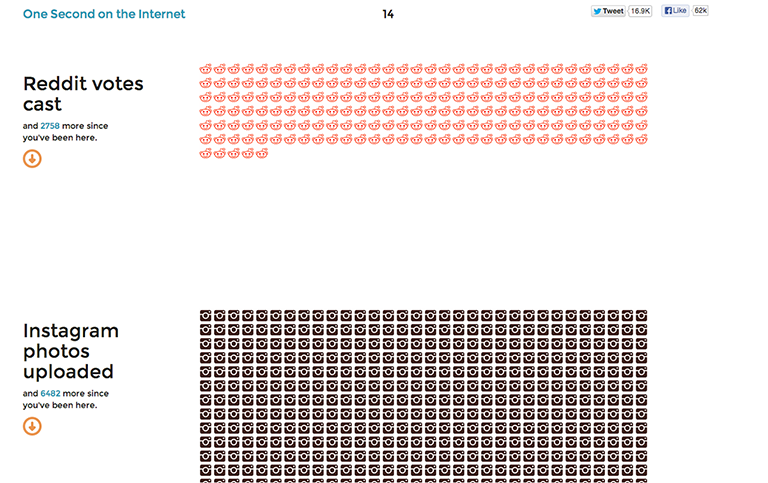 One Second on the Internet
14
Tweet 16.9K Like 62k
Reddit votes
cast
and 2758 more since
you've been here.
Instagram
photos
uploaded
and 6482 more since
you've been here.